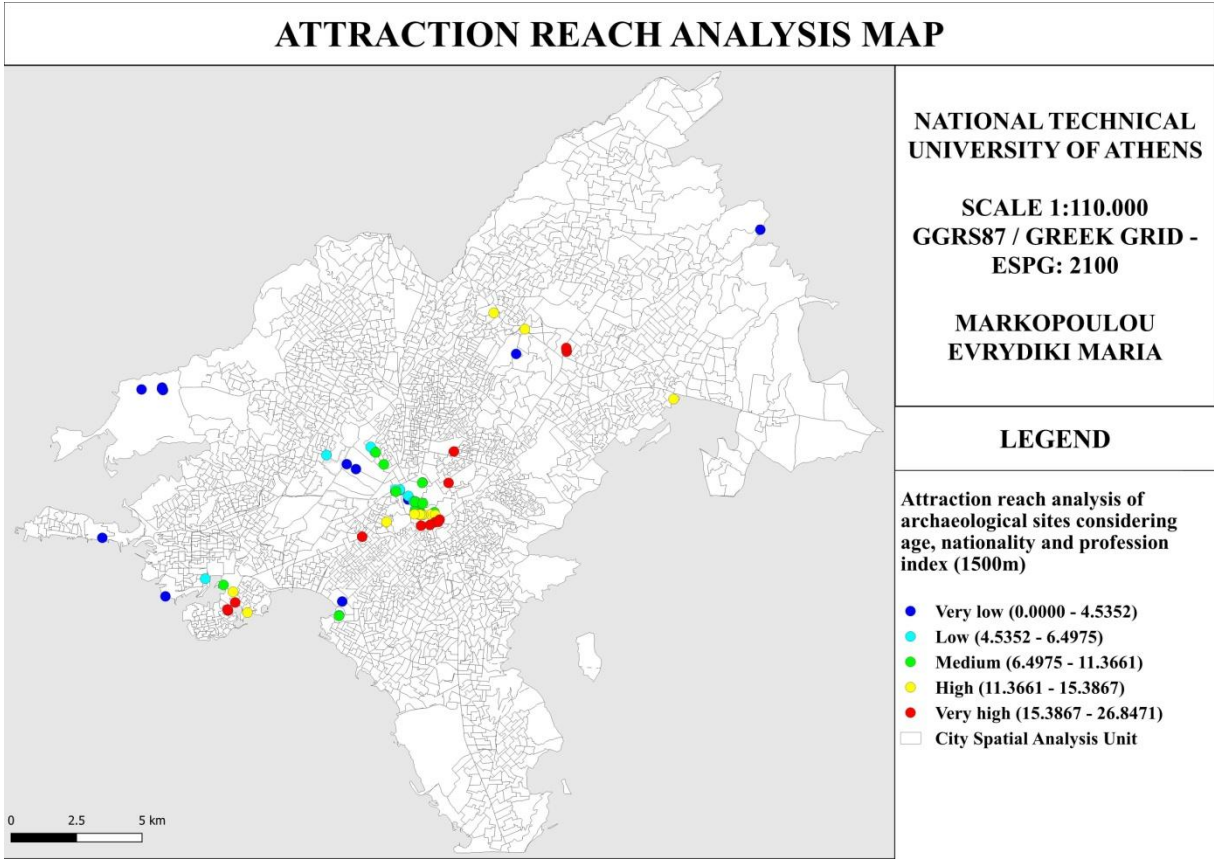 ATTRACTION REACH ANALYSIS MAP
NATIONAL TECHNICAL
UNIVERSITY OF ATHENS
SCALE 1:110.000
GGRS87 / GREEK GRID -
ESPG: 2100
MARKOPOULOU
EVRYDIKI MARIA
LEGEND
Attraction reach analysis of
archaeological sites considering
age, nationality and profession
index (1500m)
Very low (0.0000 - 4.5352)
Low (4.5352 - 6.4975)
Medium (6.4975 - 11.3661)
High (11.3661 - 15.3867)
Very high (15.3867 - 26.8471)
City Spatial Analysis Unit
0 2.5 5 km